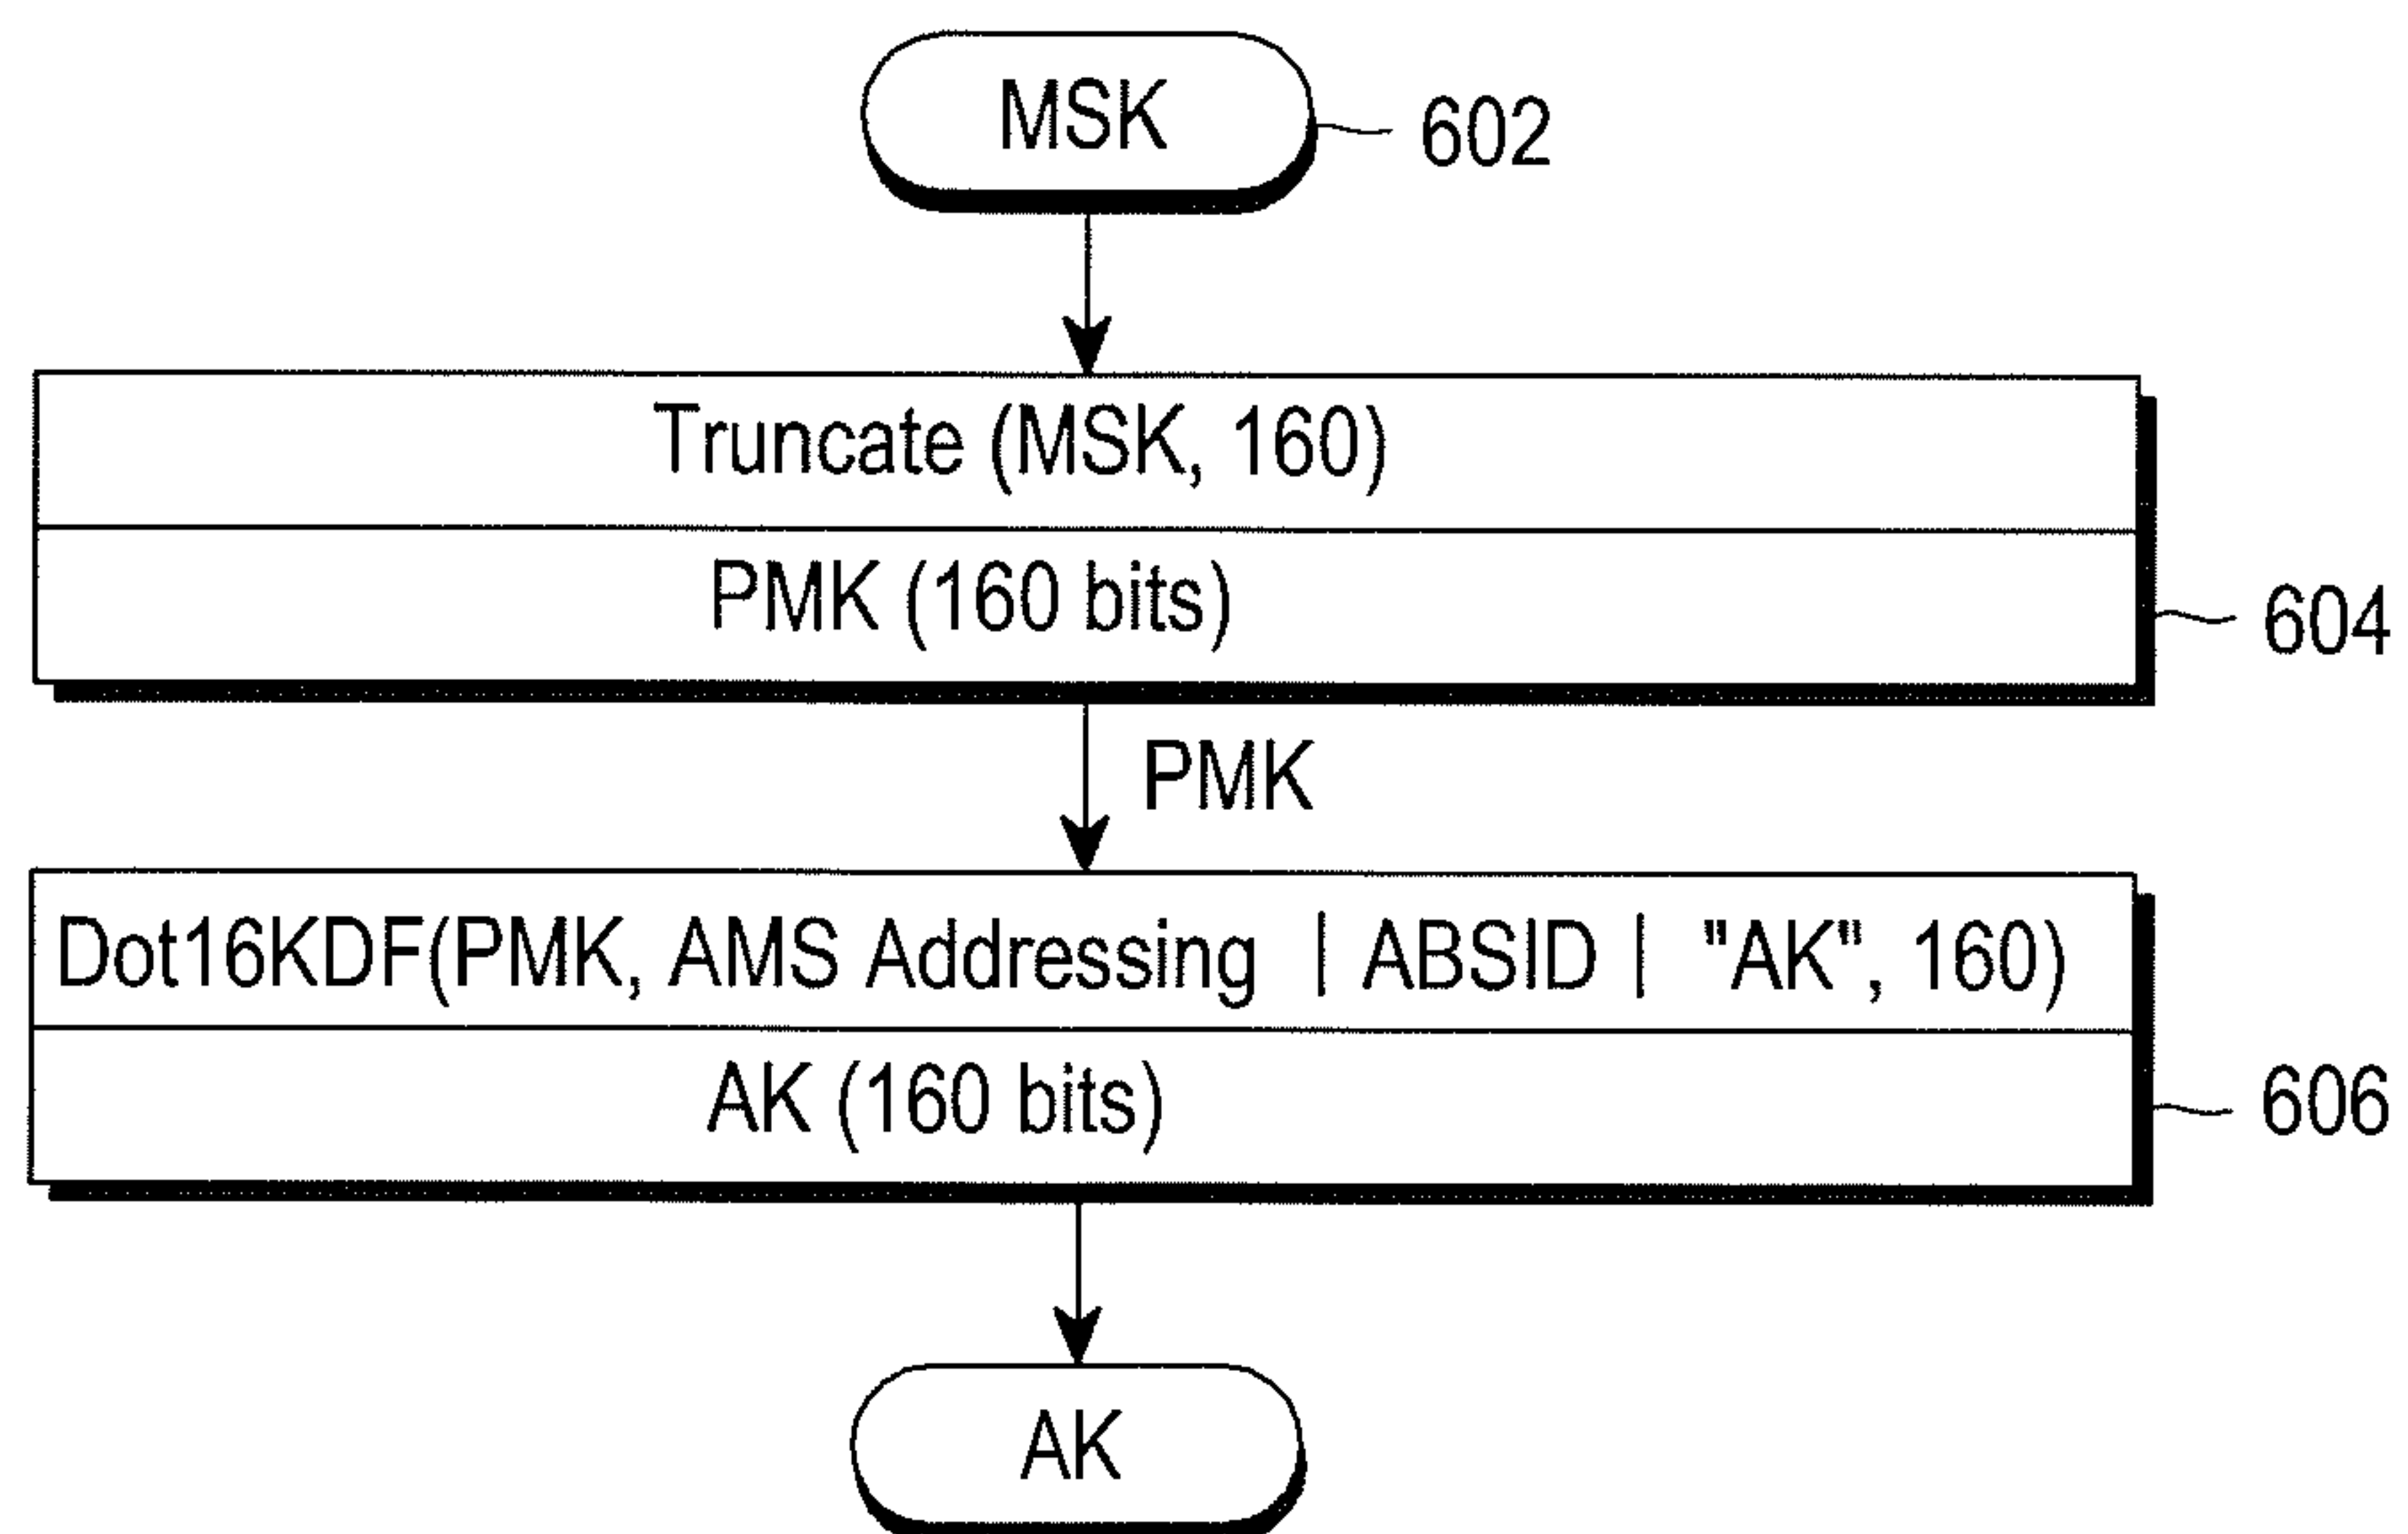 MSK
602
Truncate (MSK, 160)
PMK (160 bits)
604
PMK
Dot16KDF(PMK, AMS Addressing | ABSID | "AK", 160)
AK (160 bits)
606
AK